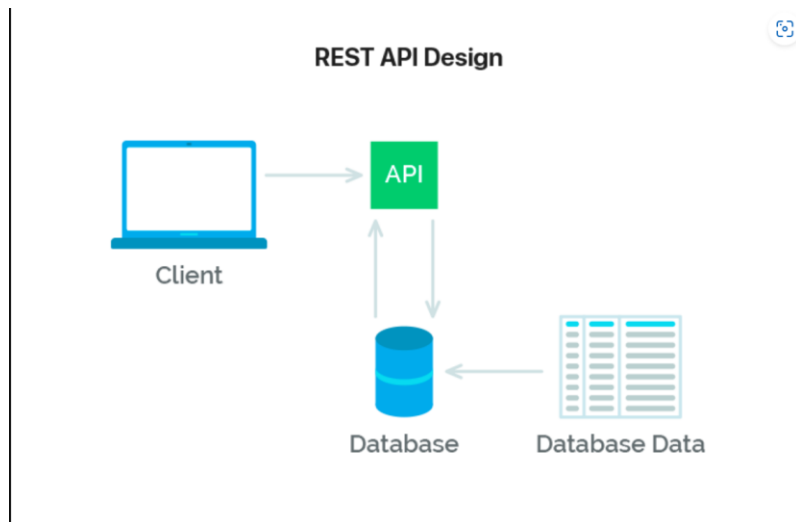 REST API Design
API
Client
Database
Database Data